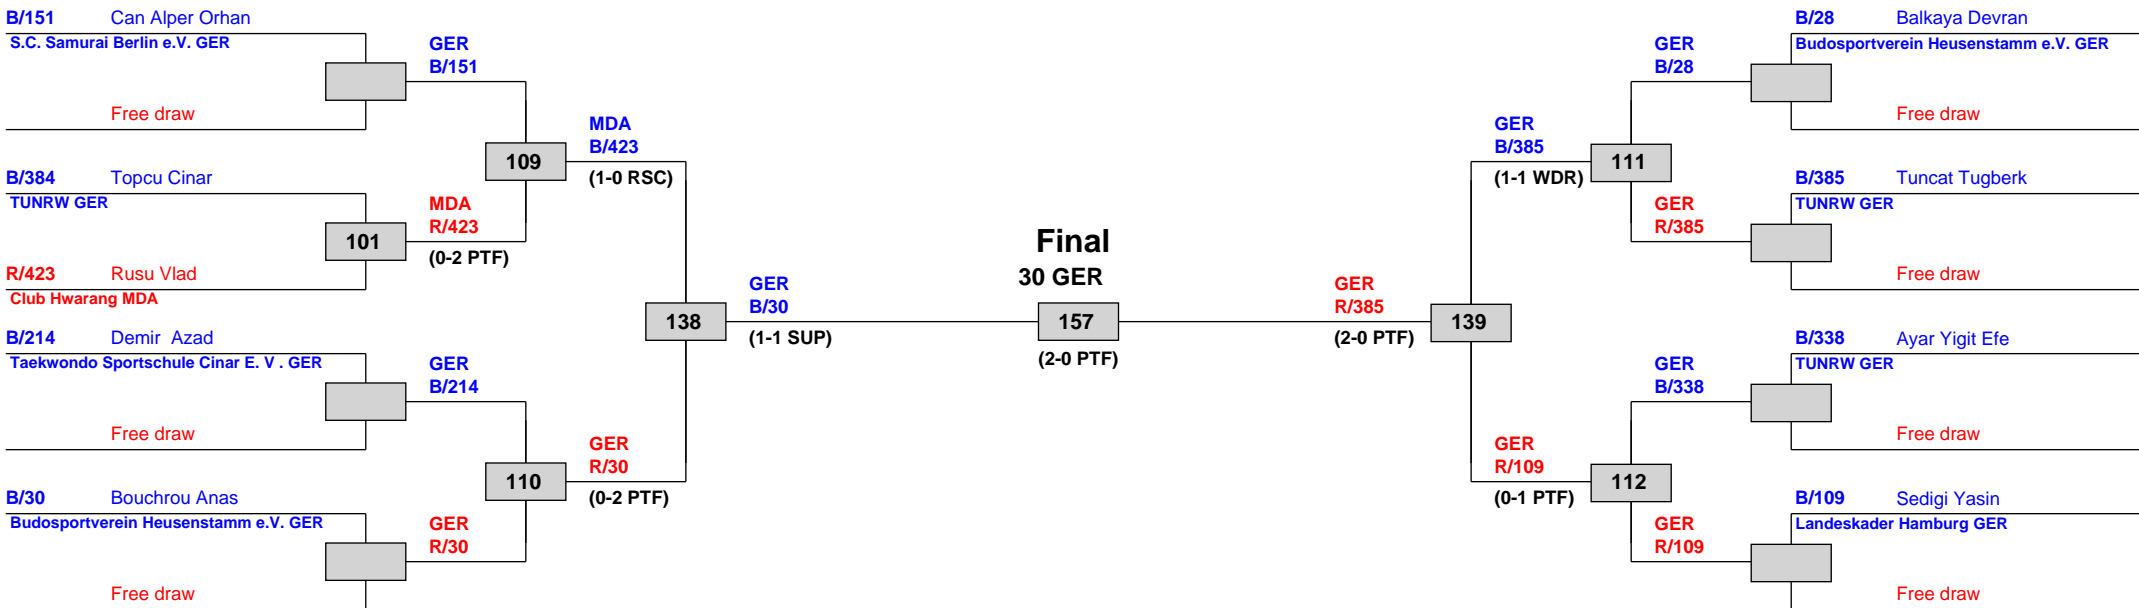 B/151 Can Alper Orhan
S.C. Samurai Berlin e.V. GER
Free draw
GER
B/151
B/384 Topcu Cinar
TUNRW GER
101
R/423 Rusu Vlad
Club Hwarang MDA
MDA
R/423
(0-2 PTF)
109
MDA
B/423
(1-0 RSC)
B/214 Demir Azad
Taekwondo Sportschule Cinar E. V . GER
Free draw
GER
B/214
B/30 Bouchrou Anas
Budosportverein Heusenstamm e.V. GER
Free draw
GER
R/30
110
GER
R/30
(0-2 PTF)
138
GER
B/30
(1-1 SUP)
Final
30 GER
157
(2-0 PTF)
GER
R/385
(2-0 PTF)
139
GER
B/385
(1-1 WDR)
111
GER
B/28
B/28 Balkaya Devran
Budosportverein Heusenstamm e.V. GER
Free draw
GER
R/385
B/385 Tuncat Tugberk
TUNRW GER
Free draw
GER
R/109
(0-1 PTF)
112
GER
B/338
B/338 Ayar Yigit Efe
TUNRW GER
Free draw
GER
R/109
B/109 Sedigi Yasin
Landeskader Hamburg GER
Free draw